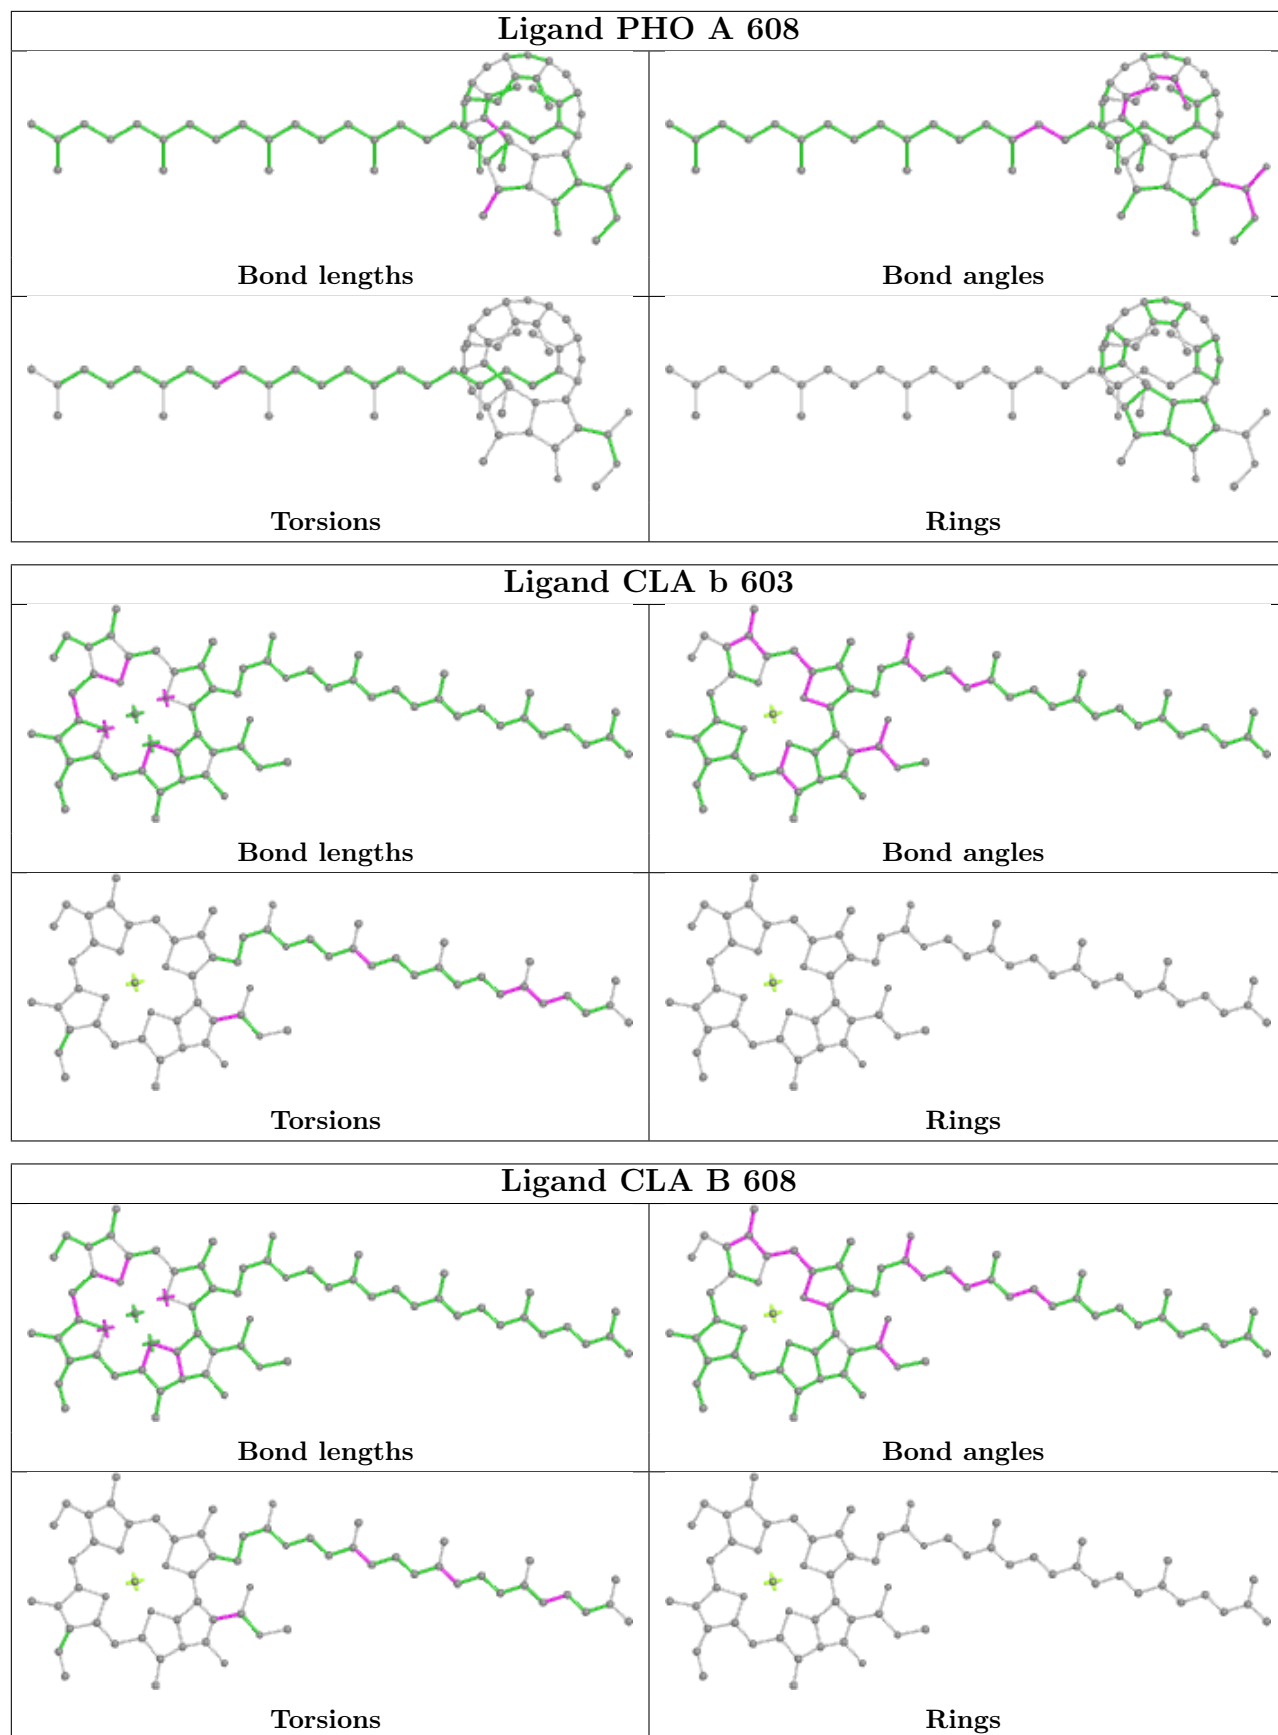 Ligand PHO A 608
Bond lengths
Bond angles
Torsions
Rings
Ligand CLA b 603
Bond lengths
Bond angles
Torsions
Rings
Ligand CLA B 608
Bond lengths
Bond angles
Torsions
Rings